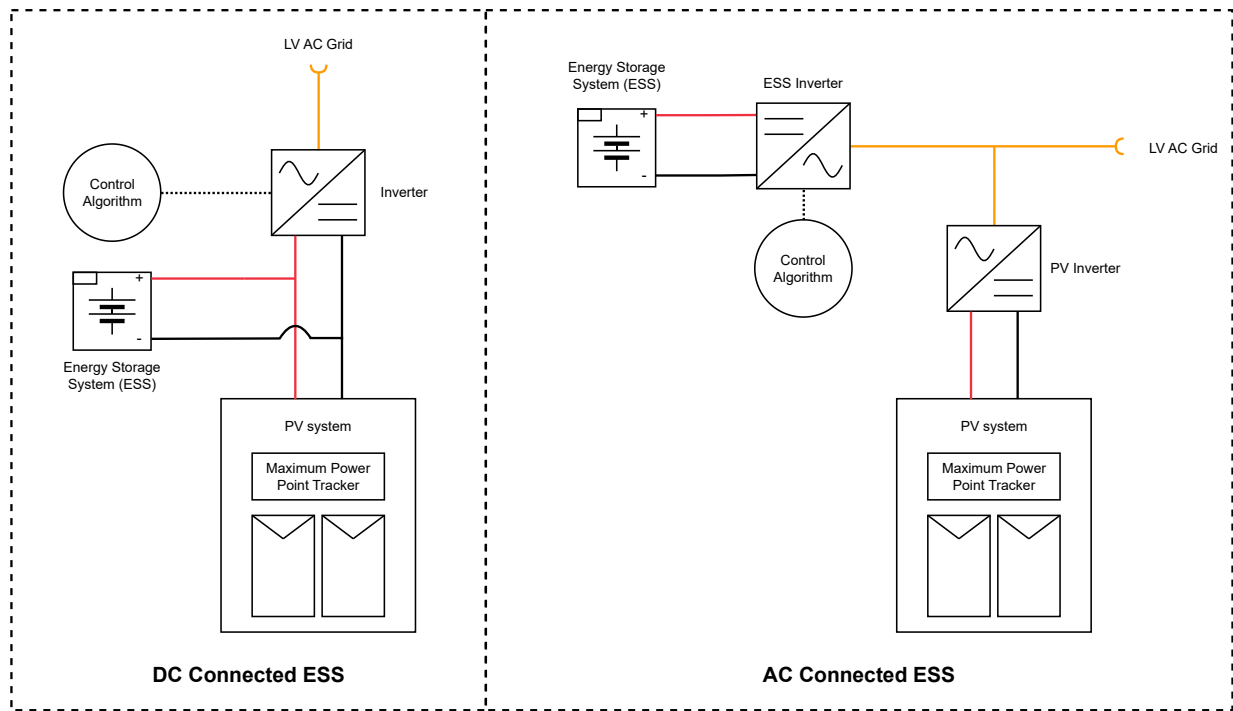 LV AC Grid
Control
Algorithm
Inverter
+
-
Energy Storage
System (ESS)
PV system
Maximum Power
Point Tracker
DC Connected ESS
Energy Storage
System (ESS)
ESS Inverter
+
-
LV AC Grid
Control
Algorithm
PV Inverter
PV system
Maximum Power
Point Tracker
AC Connected ESS